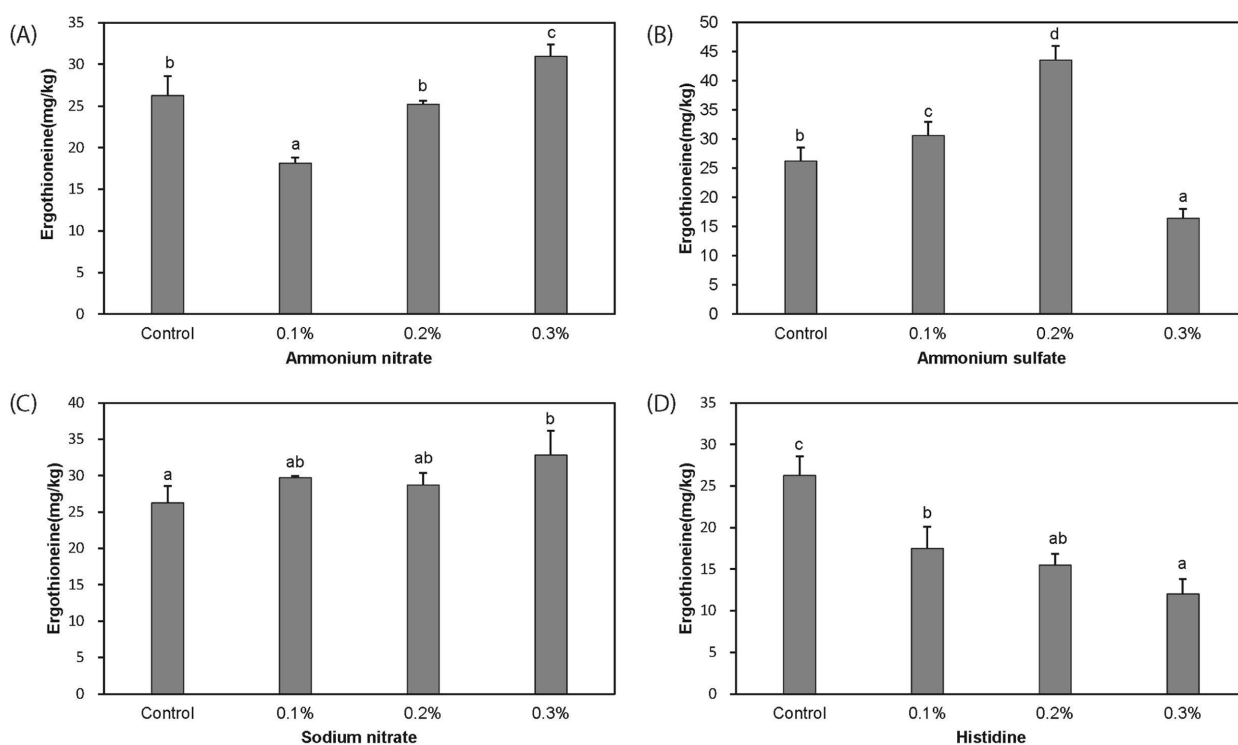 (A)
Ergothioneine(mg/kg)
35
30
25
20
15
10
5
0
b
a
b
c
Control 0.1% 0.2% 0.3%
Ammonium nitrate
(B)
Ergothioneine(mg/kg)
50
45
40
35
30
25
20
15
10
5
0
b
c
d
a
Control 0.1% 0.2% 0.3%
Ammonium sulfate
(C)
Ergothioneine(mg/kg)
40
35
30
25
20
15
10
5
0
a
ab
ab
b
Control 0.1% 0.2% 0.3%
Sodium nitrate
(D)
Ergothioneine(mg/kg)
35
30
25
20
15
10
5
0
c
b
ab
a
Control 0.1% 0.2% 0.3%
Histidine